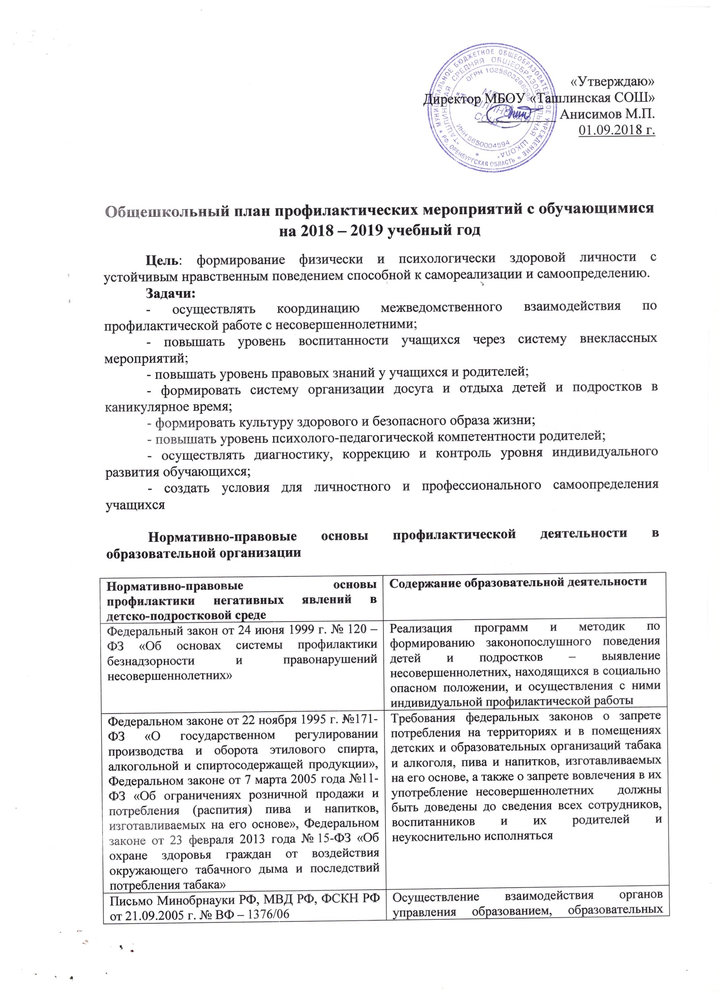 МУНИЦИПАЛЬНОЕ БЮДЖЕТНОЕ ОБЩЕОБРАЗОВАТЕЛЬНОЕ УЧРЕЖДЕНИЕ * РФ, ОРЕНБУРГСКАЯ ОБЛАСТЬ *
"ТАШЛИНСКАЯ СРЕДНЯЯ ОБЩЕОБРАЗОВАТЕЛЬНАЯ ШКОЛА" *
ИНН 5650004594
МБОУ
"ТАШЛИНСКАЯ
СОШ"
«Утверждаю»
Директор МБОУ «Ташлинская СОШ»
Анисимов М.П.
01.09.2018 г.
Общешкольный план профилактических мероприятий с обучающимися
на 2018 – 2019 учебный год
Цель: формирование физически и психологически здоровой личности с
устойчивым нравственным поведением способной к самореализации и самоопределению.
Задачи:
- осуществлять координацию межведомственного взаимодействия по
профилактической работе с несовершеннолетними;
- повышать уровень воспитанности учащихся через систему внеклассных
мероприятий;
- повышать уровень правовых знаний у учащихся и родителей;
- формировать систему организации досуга и отдыха детей и подростков в
каникулярное время;
- формировать культуру здорового и безопасного образа жизни;
- повышать уровень психолого-педагогической компетентности родителей;
- осуществлять диагностику, коррекцию и контроль уровня индивидуального
развития обучающихся;
- создать условия для личностного и профессионального самоопределения
учащихся
Нормативно-правовые основы профилактической деятельности в
образовательной организации
Нормативно-правовые основы
профилактики негативных явлений в
детско-подростковой среде
Содержание образовательной деятельности
Федеральный закон от 24 июня 1999 г. № 120 –
ФЗ «Об основах системы профилактики
безнадзорности и правонарушений
несовершеннолетних»
Реализация программ и методик по
формированию законопослушного поведения
детей и подростков – выявление
несовершеннолетних, находящихся в социально
опасном положении, и осуществления с ними
индивидуальной профилактической работы
Федеральном законе от 22 ноября 1995 г. №171-
ФЗ «О государственном регулировании
производства и оборота этилового спирта,
алкогольной и спиртосодержащей продукции»,
Федеральном законе от 7 марта 2005 года №11-
ФЗ «Об ограничениях розничной продажи и
потребления (распития) пива и напитков,
изготавливаемых на его основе», Федеральном
законе от 23 февраля 2013 года № 15-ФЗ «Об
охране здоровья граждан от воздействия
окружающего табачного дыма и последствий
потребления табака»
Требования федеральных законов о запрете
потребления на территориях и в помещениях
детских и образовательных организаций табака
и алкоголя, пива и напитков, изготавливаемых
на его основе, а также о запрете вовлечения в их
употребление несовершеннолетних должны
быть доведены до сведения всех сотрудников,
воспитанников и их родителей и
неукоснительно исполняться
Письмо Минобрнауки РФ, МВД РФ, ФСКН РФ
от 21.09.2005 г. № ВФ – 1376/06
Осуществление взаимодействия органов
управления образованием, образовательных